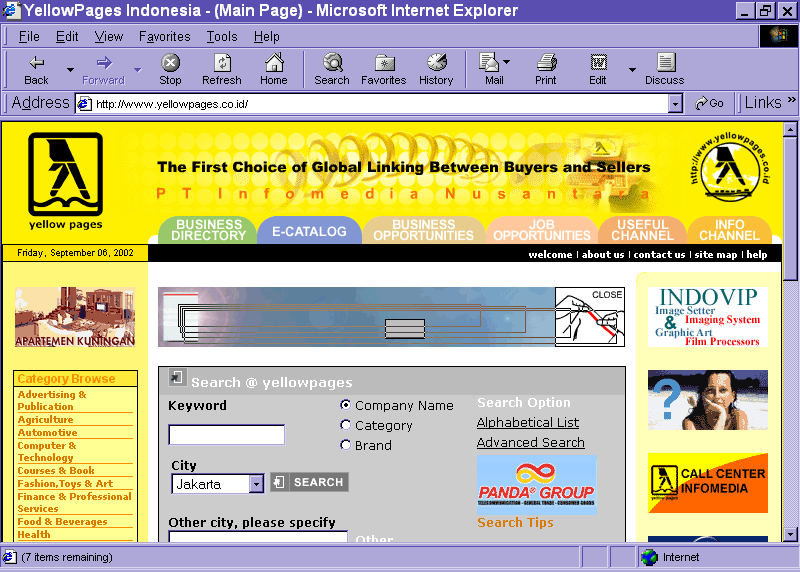 YellowPages Indonesia - (Main Page) - Microsoft Internet Explorer
File Edit View Favorites Tools Help
Back Forward Stop Refresh Home Search Favorites History Mail Print Edit Discuss
Address http://www.yellowpages.co.id/ Go Links »
The First Choice of Global Linking Between Buyers and Sellers
PT Infomedia Nusantara
yellow pages
http://www.yellowpages.co.id
BUSINESS DIRECTORY
E-CATALOG
BUSINESS OPPORTUNITIES
JOB OPPORTUNITIES
USEFUL CHANNEL
INFO CHANNEL
Friday, September 06, 2002
welcome | about us | contact us | site map | help
APARTEMEN KUNINGAN
CLOSE
INDOVIP
Image Setter
& Imaging System
Graphic Art
Film Processors
Category Browse
Advertising &
Publication
Agriculture
Automotive
Computer &
Technology
Courses & Book
Fashion,Toys & Art
Finance & Professional
Services
Food & Beverages
Health
Search @ yellowpages
Keyword
Company Name
Category
Brand
Search Option
Alphabetical List
Advanced Search
City
Jakarta
SEARCH
PANDA® GROUP
TELECOMMUNICATION - GENERAL TRADE - CONSUMER GOODS
Search Tips
Other city, please specify
Other
?
CALL CENTER
INFOMEDIA
yellow pages
(7 items remaining)
Internet